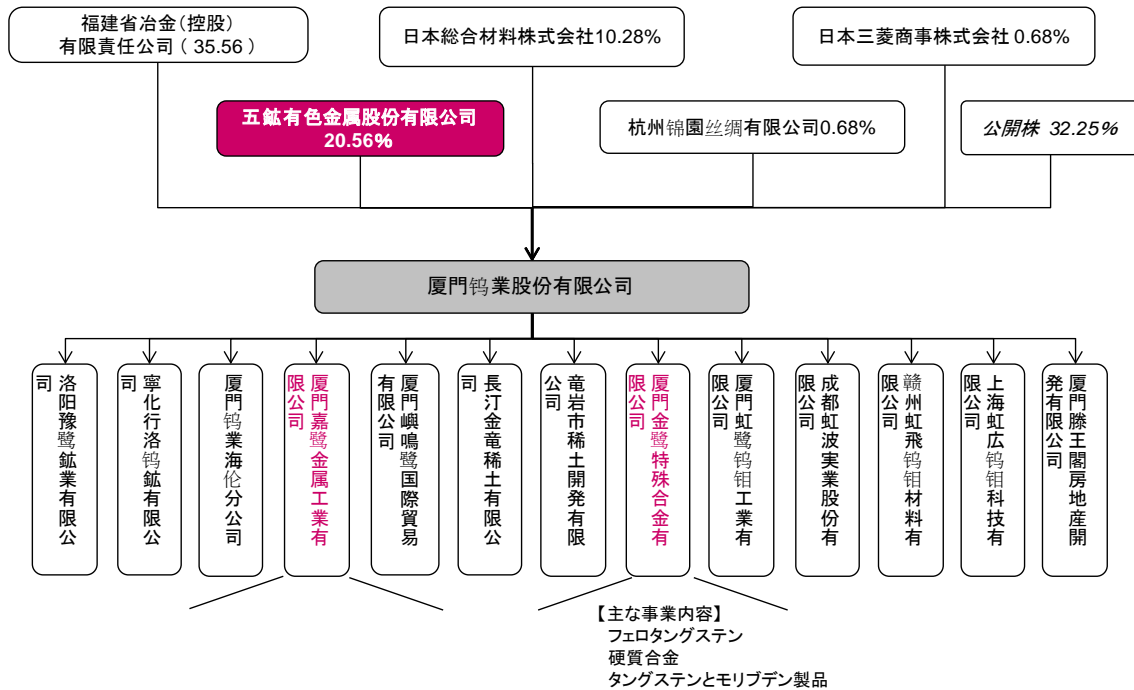 福建省冶金(控股)
有限責任公司( 35.56 )
日本総合材料株式会社10.28%
日本三菱商事株式会社 0.68%
五鉱有色金属股份有限公司
20.56%
杭州锦園丝绸有限公司0.68%
公開株 32.25%
厦門钨業股份有限公司
洛阳豫鹭鉱業有限公
司
寧化行洛钨鉱有限公
司
厦門钨業海伦分公司
厦門嘉鹭金属工業有
限公司
厦門嶼鳴鹭国際貿易
有限公司
長汀金竜稀土有限公
司
竜岩市稀土開発有限
公司
厦門金鹭特殊合金有
限公司
厦門虹鹭钨钼工業有
限公司
成都虹波実業股份有
限公司
赣州虹飛钨钼材料有
限公司
上海虹広钨钼科技有
限公司
厦門滕王閣房地産開
発有限公司
【主な事業内容】
フェロタングステン
硬質合金
タングステンとモリブデン製品